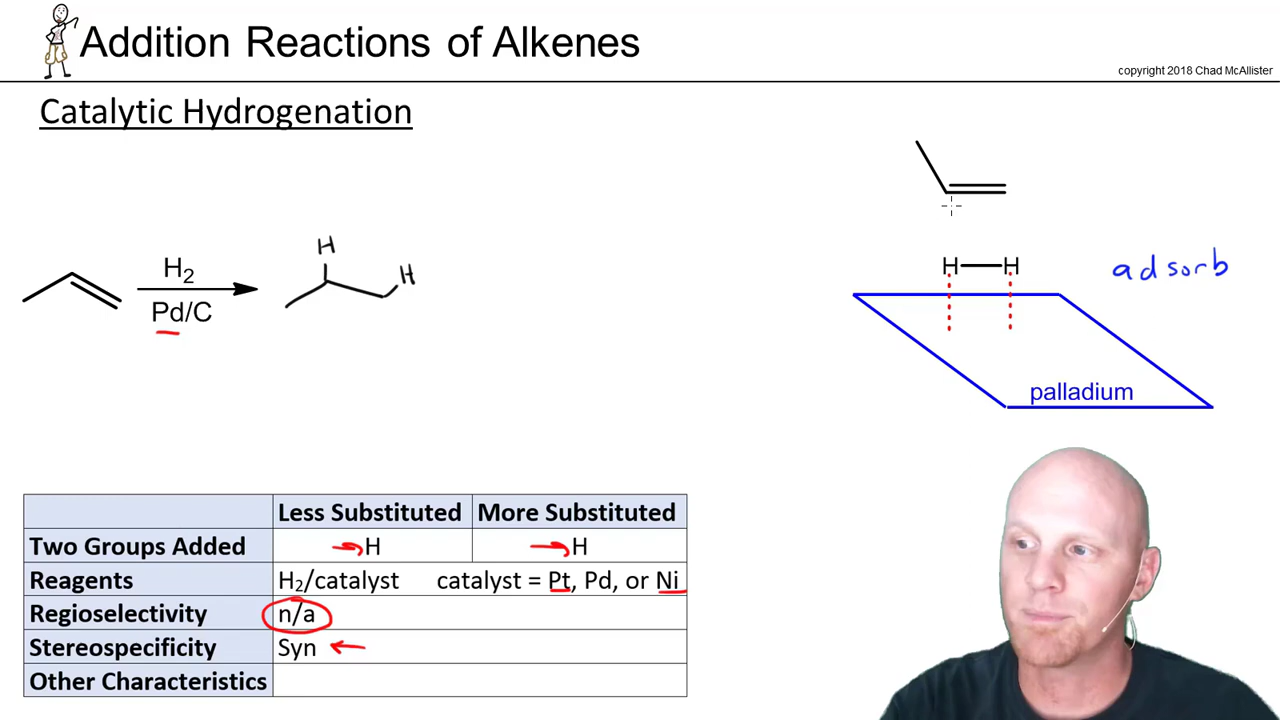 Addition Reactions of Alkenes
copyright 2018 Chad McAllister
Catalytic Hydrogenation
H2
Pd/C
H
H
H H
adsorb
palladium
Less Substituted More Substituted
Two Groups Added H H
Reagents H2/catalyst catalyst = Pt, Pd, or Ni
Regioselectivity n/a
Stereospecificity Syn
Other Characteristics